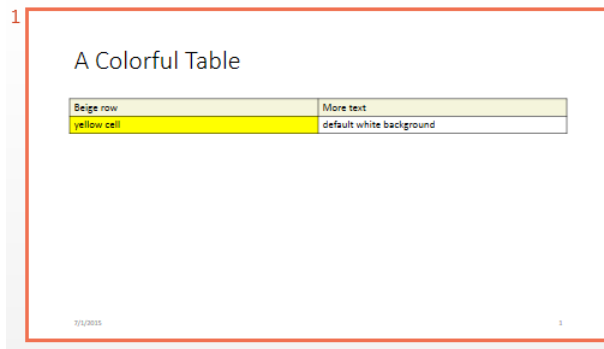 1
A Colorful Table
Beige row More text
yellow cell default white background
7/1/2015 1